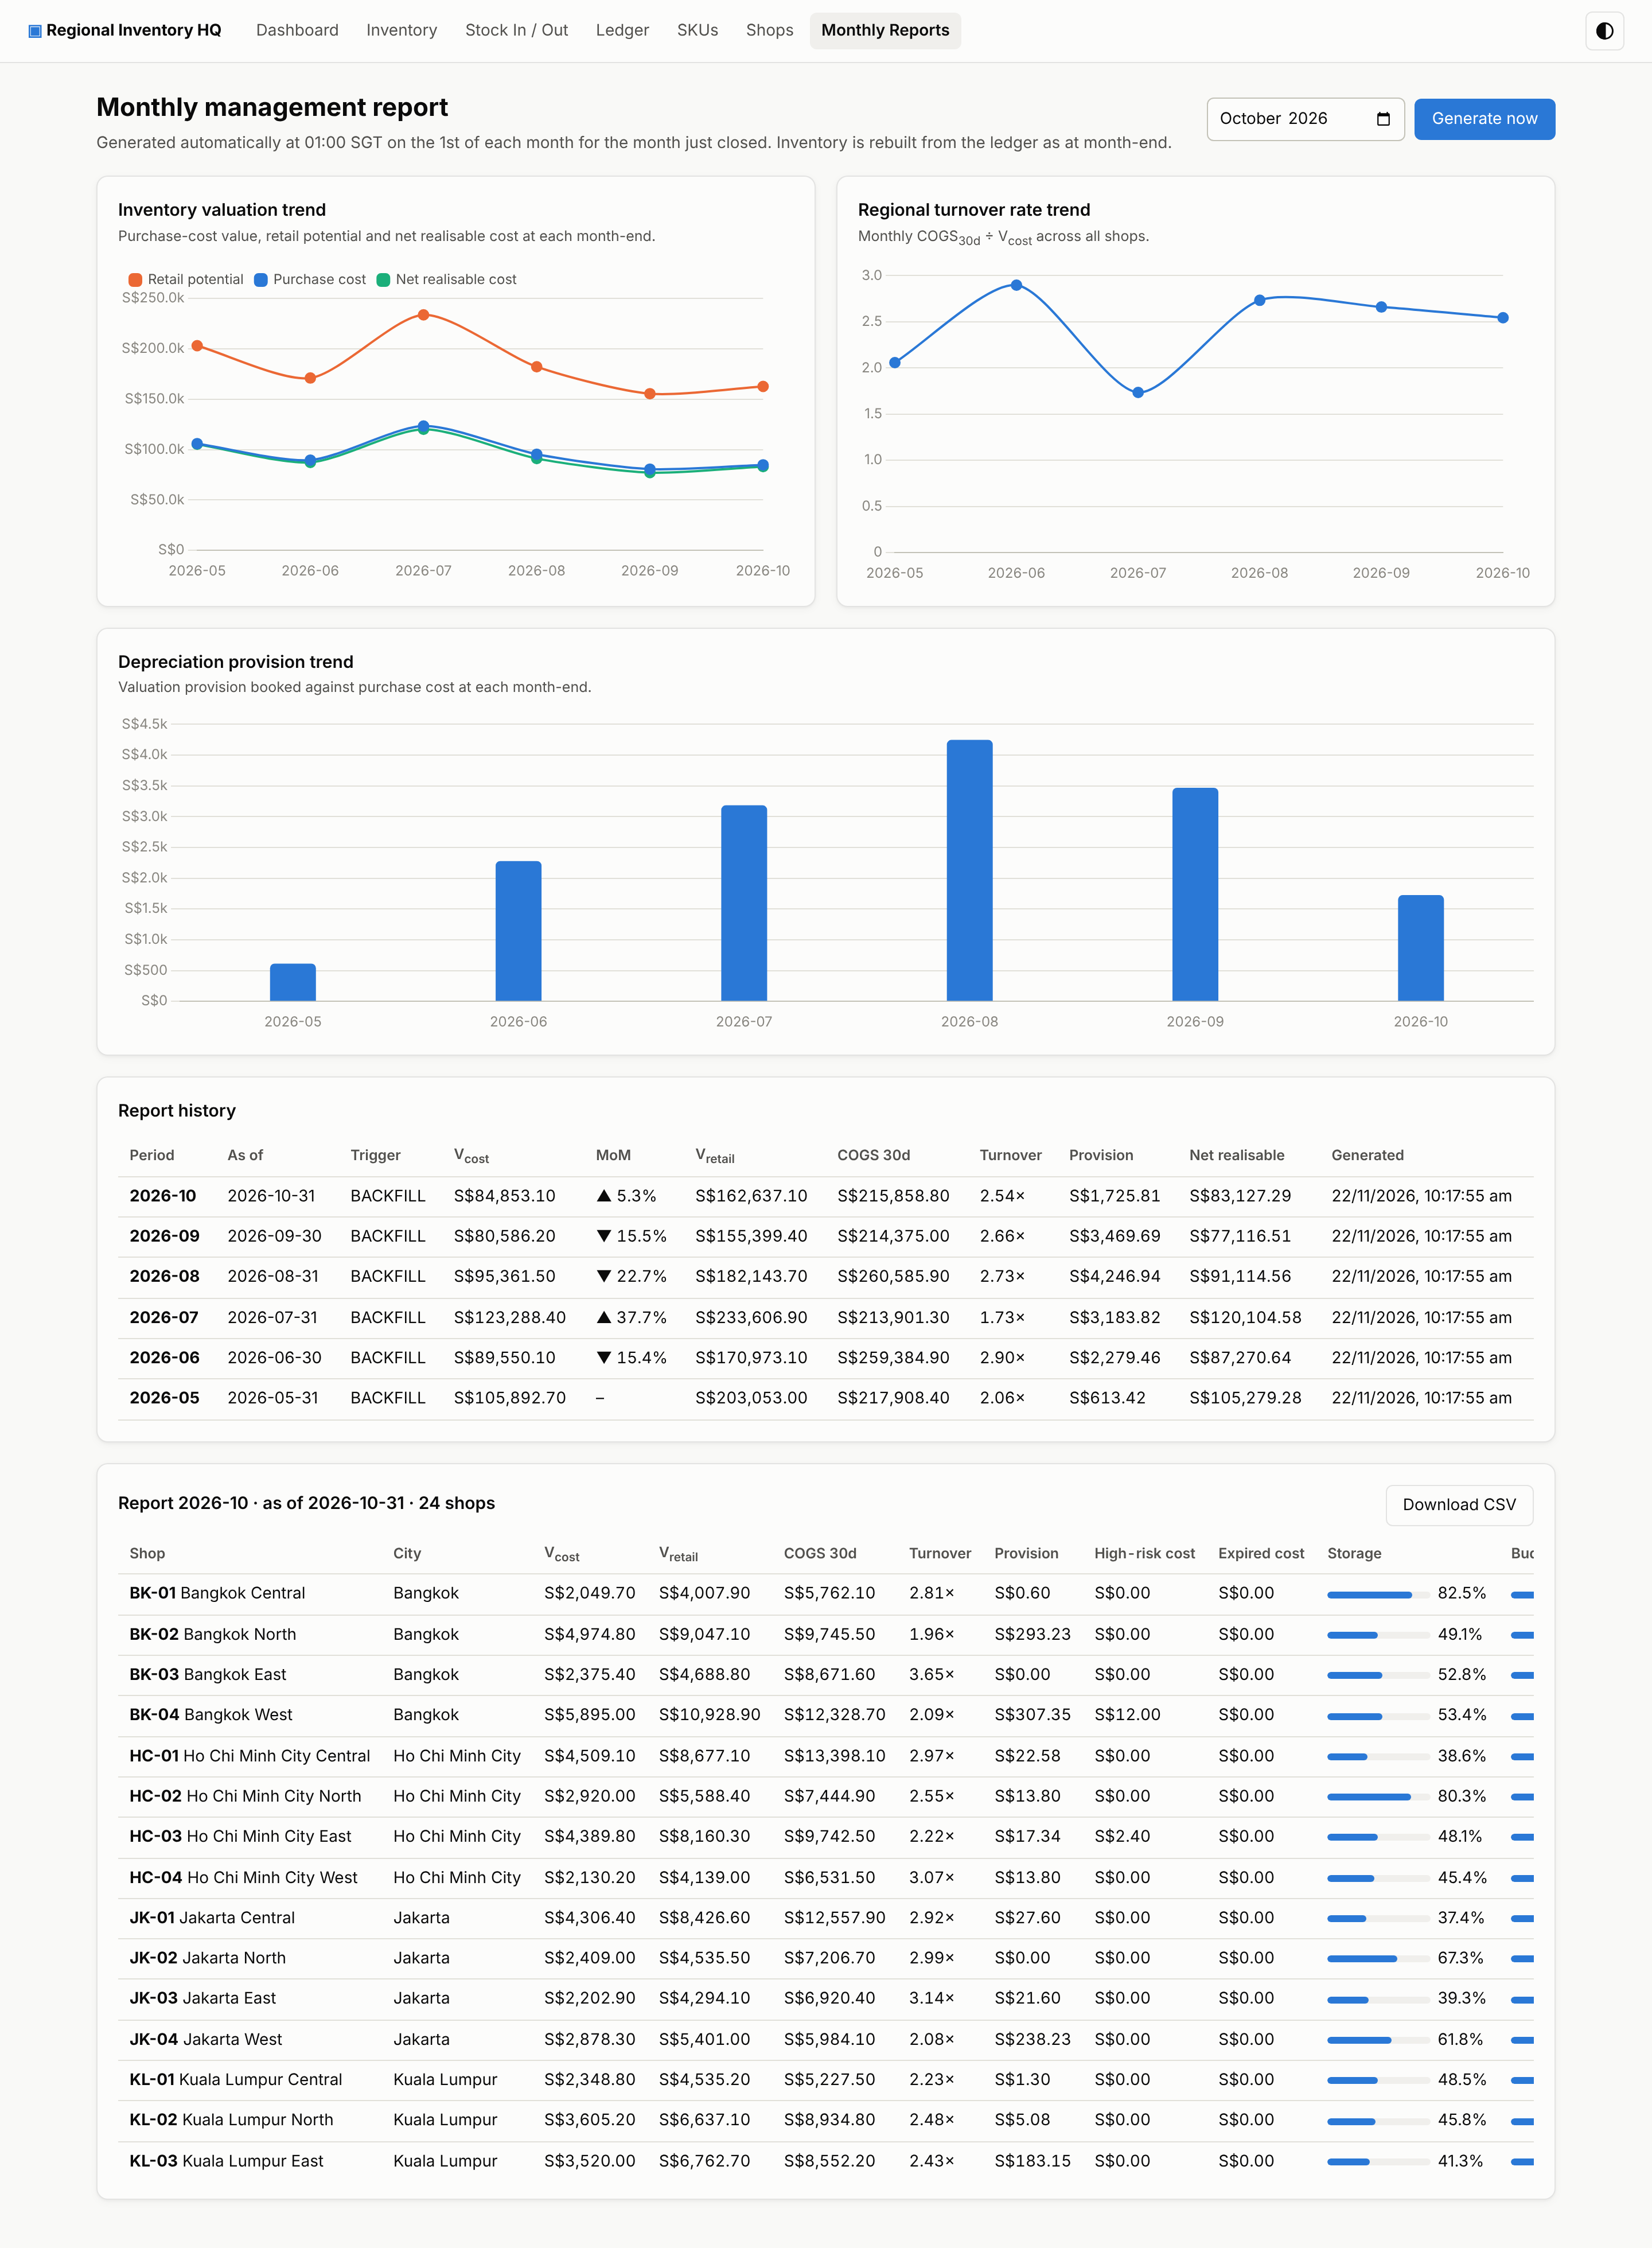 Regional Inventory HQ Dashboard Inventory Stock In / Out Ledger SKUs Shops Monthly Reports
Monthly management report
Generated automatically at 01:00 SGT on the 1st of each month for the month just closed. Inventory is rebuilt from the ledger as at month-end.
October 2026
Generate now
Inventory valuation trend
Purchase-cost value, retail potential and net realisable cost at each month-end.
Retail potential Purchase cost Net realisable cost
S$250.0k
S$200.0k
S$150.0k
S$100.0k
S$50.0k
S$0
2026-05 2026-06 2026-07 2026-08 2026-09 2026-10
Regional turnover rate trend
Monthly COGS30d ÷ Vcost across all shops.
3.0
2.5
2.0
1.5
1.0
0.5
0
2026-05 2026-06 2026-07 2026-08 2026-09 2026-10
Depreciation provision trend
Valuation provision booked against purchase cost at each month-end.
S$4.5k
S$4.0k
S$3.5k
S$3.0k
S$2.5k
S$2.0k
S$1.5k
S$1.0k
S$500
S$0
2026-05 2026-06 2026-07 2026-08 2026-09 2026-10
Report history
Period As of Trigger Vcost MoM Vretail COGS 30d Turnover Provision Net realisable Generated
2026-10 2026-10-31 BACKFILL S$84,853.10 ▲ 5.3% S$162,637.10 S$215,858.80 2.54× S$1,725.81 S$83,127.29 22/11/2026, 10:17:55 am
2026-09 2026-09-30 BACKFILL S$80,586.20 ▼ 15.5% S$155,399.40 S$214,375.00 2.66× S$3,469.69 S$77,116.51 22/11/2026, 10:17:55 am
2026-08 2026-08-31 BACKFILL S$95,361.50 ▼ 22.7% S$182,143.70 S$260,585.90 2.73× S$4,246.94 S$91,114.56 22/11/2026, 10:17:55 am
2026-07 2026-07-31 BACKFILL S$123,288.40 ▲ 37.7% S$233,606.90 S$213,901.30 1.73× S$3,183.82 S$120,104.58 22/11/2026, 10:17:55 am
2026-06 2026-06-30 BACKFILL S$89,550.10 ▼ 15.4% S$170,973.10 S$259,384.90 2.90× S$2,279.46 S$87,270.64 22/11/2026, 10:17:55 am
2026-05 2026-05-31 BACKFILL S$105,892.70 – S$203,053.00 S$217,908.40 2.06× S$613.42 S$105,279.28 22/11/2026, 10:17:55 am
Report 2026-10 · as of 2026-10-31 · 24 shops
Download CSV
Shop City Vcost Vretail COGS 30d Turnover Provision High-risk cost Expired cost Storage
BK-01 Bangkok Central Bangkok S$2,049.70 S$4,007.90 S$5,762.10 2.81× S$0.60 S$0.00 S$0.00 82.5%
BK-02 Bangkok North Bangkok S$4,974.80 S$9,047.10 S$9,745.50 1.96× S$293.23 S$0.00 S$0.00 49.1%
BK-03 Bangkok East Bangkok S$2,375.40 S$4,688.80 S$8,671.60 3.65× S$0.00 S$0.00 S$0.00 52.8%
BK-04 Bangkok West Bangkok S$5,895.00 S$10,928.90 S$12,328.70 2.09× S$307.35 S$12.00 S$0.00 53.4%
HC-01 Ho Chi Minh City Central Ho Chi Minh City S$4,509.10 S$8,677.10 S$13,398.10 2.97× S$22.58 S$0.00 S$0.00 38.6%
HC-02 Ho Chi Minh City North Ho Chi Minh City S$2,920.00 S$5,588.40 S$7,444.90 2.55× S$13.80 S$0.00 S$0.00 80.3%
HC-03 Ho Chi Minh City East Ho Chi Minh City S$4,389.80 S$8,160.30 S$9,742.50 2.22× S$17.34 S$2.40 S$0.00 48.1%
HC-04 Ho Chi Minh City West Ho Chi Minh City S$2,130.20 S$4,139.00 S$6,531.50 3.07× S$13.80 S$0.00 S$0.00 45.4%
JK-01 Jakarta Central Jakarta S$4,306.40 S$8,426.60 S$12,557.90 2.92× S$27.60 S$0.00 S$0.00 37.4%
JK-02 Jakarta North Jakarta S$2,409.00 S$4,535.50 S$7,206.70 2.99× S$0.00 S$0.00 S$0.00 67.3%
JK-03 Jakarta East Jakarta S$2,202.90 S$4,294.10 S$6,920.40 3.14× S$21.60 S$0.00 S$0.00 39.3%
JK-04 Jakarta West Jakarta S$2,878.30 S$5,401.00 S$5,984.10 2.08× S$238.23 S$0.00 S$0.00 61.8%
KL-01 Kuala Lumpur Central Kuala Lumpur S$2,348.80 S$4,535.20 S$5,227.50 2.23× S$1.30 S$0.00 S$0.00 48.5%
KL-02 Kuala Lumpur North Kuala Lumpur S$3,605.20 S$6,637.10 S$8,934.80 2.48× S$5.08 S$0.00 S$0.00 45.8%
KL-03 Kuala Lumpur East Kuala Lumpur S$3,520.00 S$6,762.70 S$8,552.20 2.43× S$183.15 S$0.00 S$0.00 41.3%